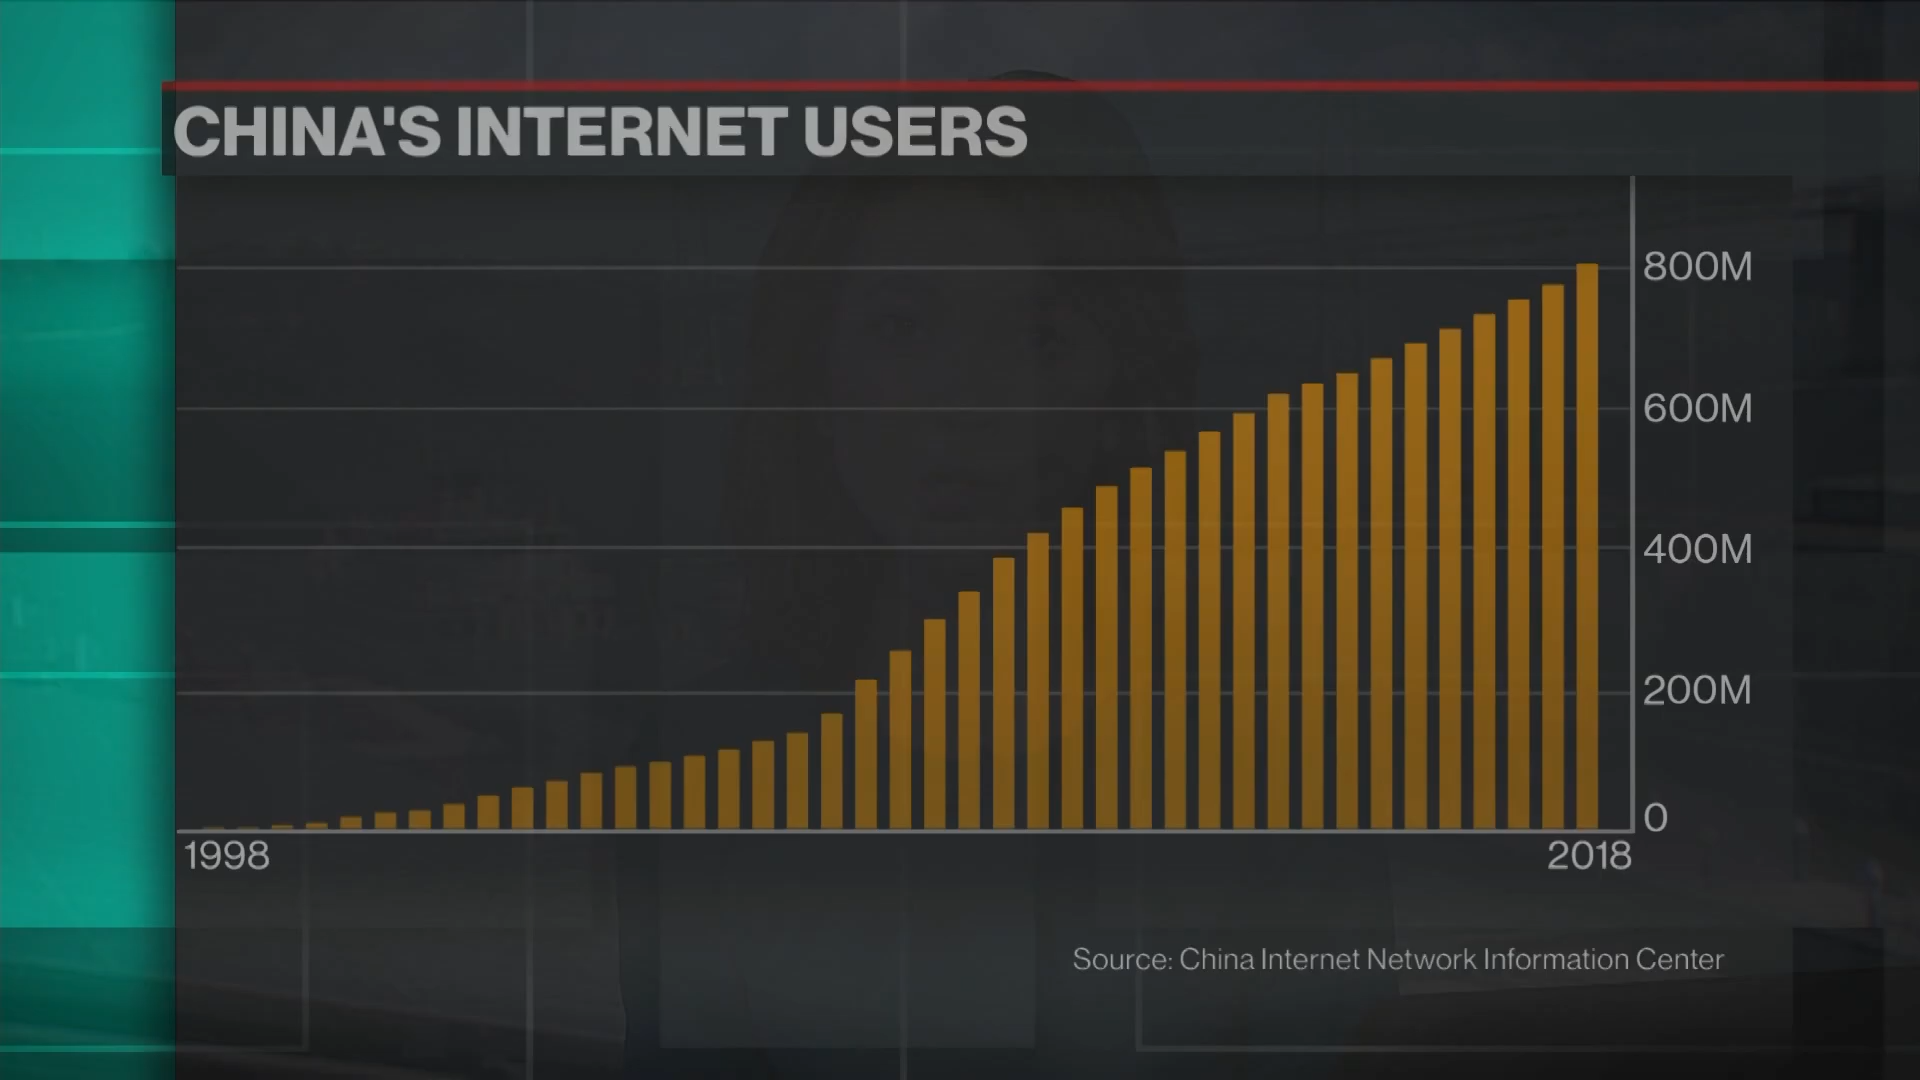 CHINA'S INTERNET USERS
800M
600M
400M
200M
0
1998
2018
Source: China Internet Network Information Center